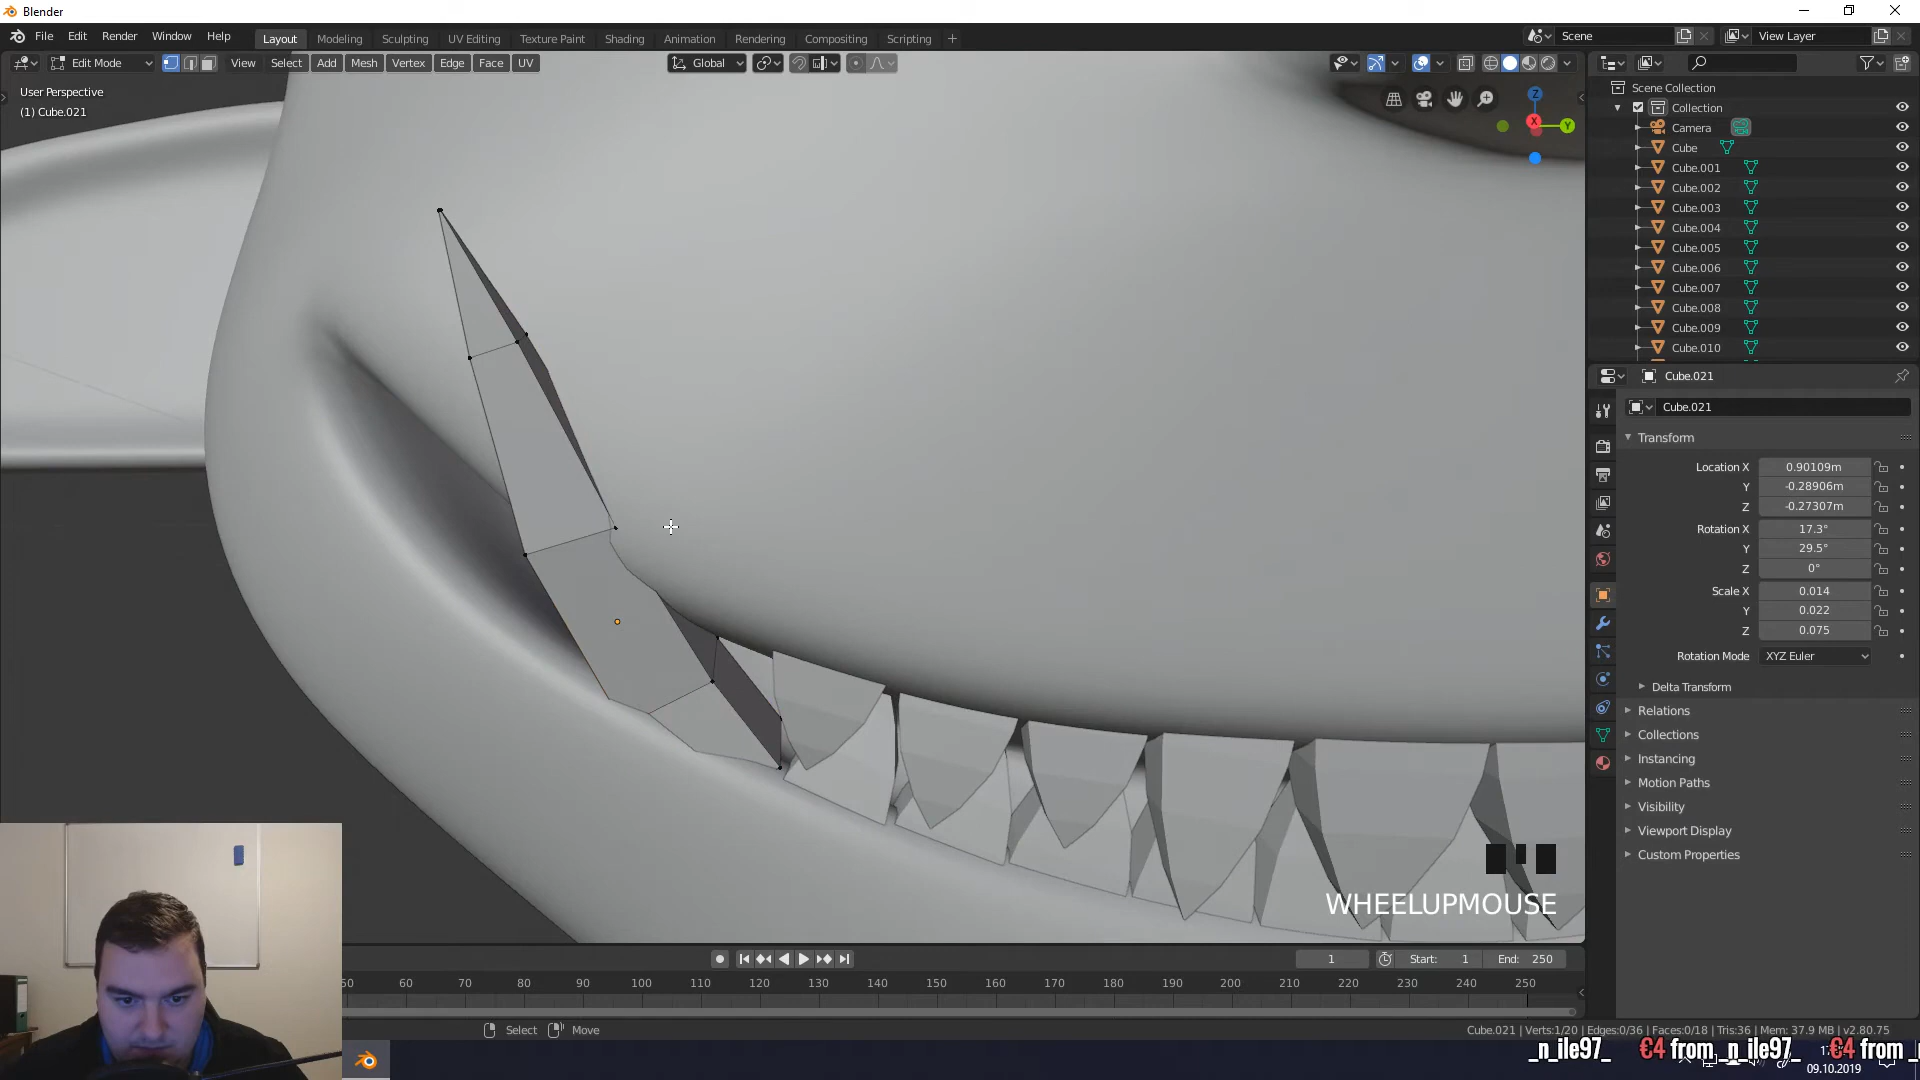 Blender
File Edit Render Window Help
Layout Modeling Sculpting UV Editing Texture Paint Shading Animation Rendering Compositing Scripting
Scene
View Layer
Edit Mode
View Select Add Mesh Vertex Edge Face UV
Global
User Perspective
(1) Cube.021
Z
X
Y
Scene Collection
Collection
Camera
Cube
Cube.001
Cube.002
Cube.003
Cube.004
Cube.005
Cube.006
Cube.007
Cube.008
Cube.009
Cube.010
Cube.021
Cube.021
Transform
Location X 0.90109m
Y -0.28906m
Z -0.27307m
Rotation X 17.3°
Y 29.5°
Z 0°
Scale X 0.014
Y 0.022
Z 0.075
Rotation Mode XYZ Euler
Delta Transform
Relations
Collections
Instancing
Motion Paths
Visibility
Viewport Display
Custom Properties
WHEELUPMOUSE
1
Start: 1
End: 250
60 70 80 90 100 110 120 130 140 150 160 170 180 190 200 210 220 230 240 250
Select Move
Cube.021 | Verts:1/20 | Edges:0/36 | Faces:0/18 | Tris:36 | Mem: 37.9 MB | v2.80.75
_n_ile97_ €4 from _n_ile97_ €4 from
09.10.2019